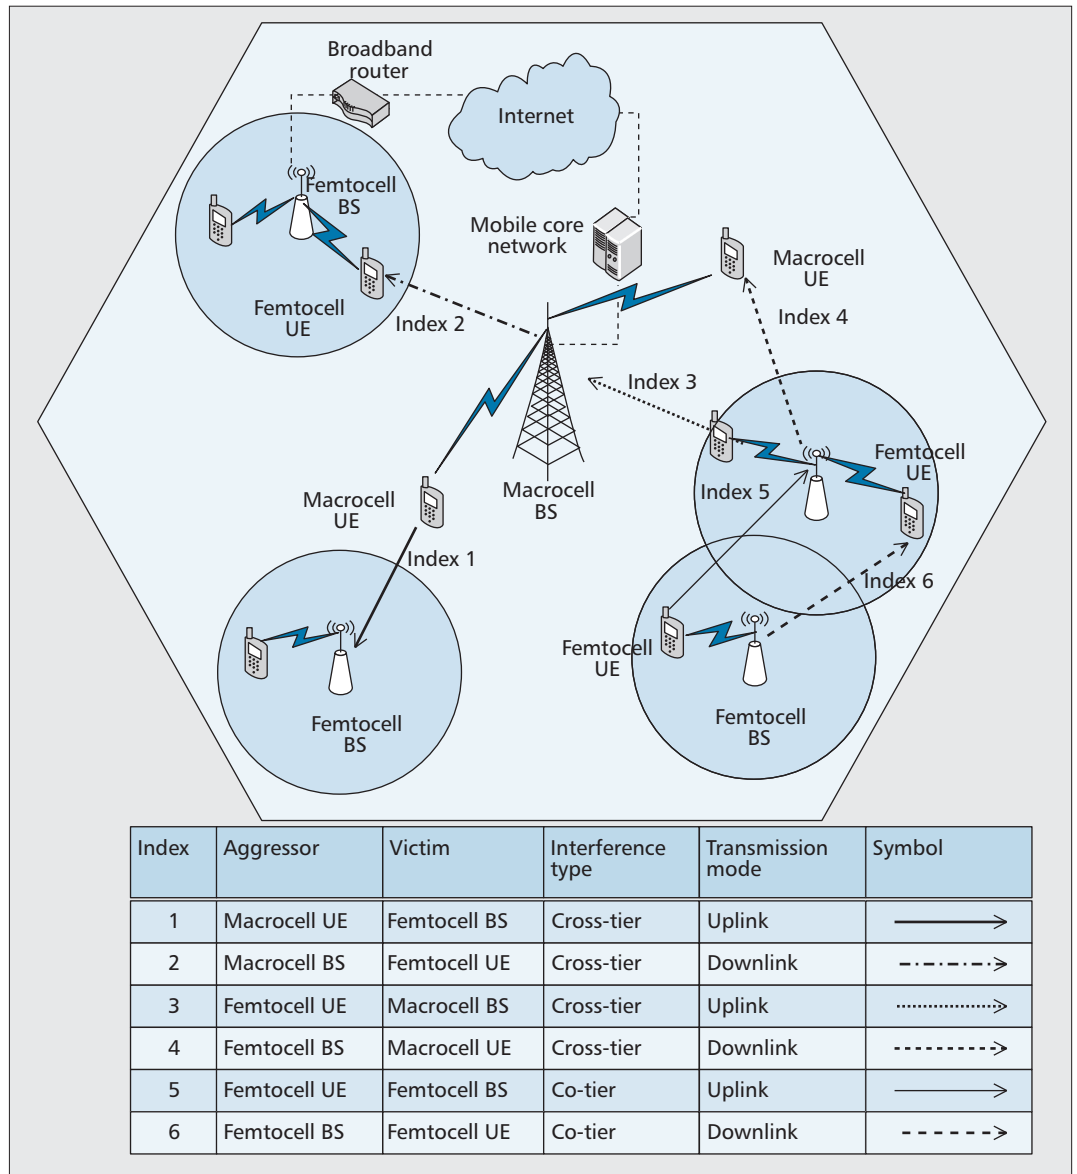 Broadband
router
Internet
Femtocell
BS
Mobile core
network
Macrocell
UE
Femtocell
UE
Index 2
Index 4
Index 3
Femtocell
UE
Macrocell
UE
Macrocell
BS
Index 5
Index 1
Index 6
Femtocell
UE
Femtocell
BS
Femtocell
BS
Index Aggressor Victim Interference type Transmission mode Symbol
1 Macrocell UE Femtocell BS Cross-tier Uplink
2 Macrocell BS Femtocell UE Cross-tier Downlink
3 Femtocell UE Macrocell BS Cross-tier Uplink
4 Femtocell BS Macrocell UE Cross-tier Downlink
5 Femtocell UE Femtocell BS Co-tier Uplink
6 Femtocell BS Femtocell UE Co-tier Downlink